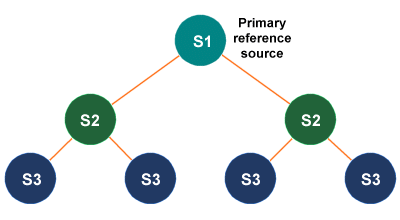 S1
Primary
reference
source
S2
S2
S3
S3
S3
S3